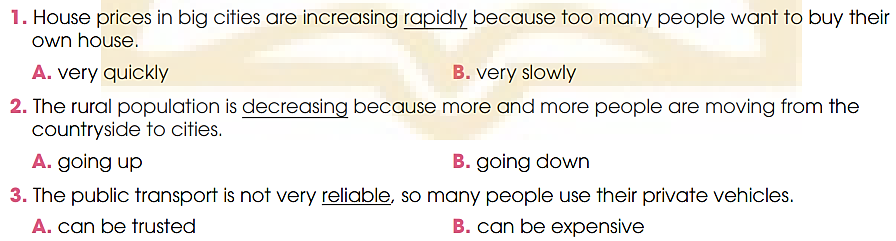 1. House prices in big cities are increasing rapidly because too many people want to buy their
own house.
A. very quickly B. very slowly
2. The rural population is decreasing because more and more people are moving from the
countryside to cities.
A. going up B. going down
3. The public transport is not very reliable, so many people use their private vehicles.
A. can be trusted B. can be expensive